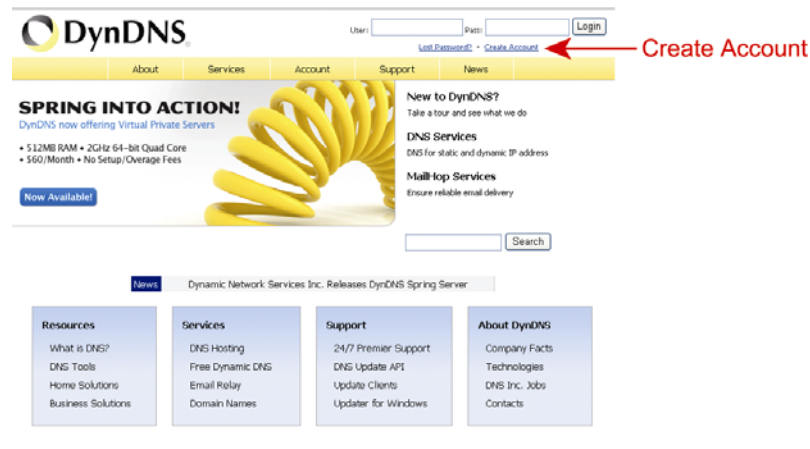 DynDNS
User: Pass: Login
Lost Password? • Create Account
Create Account
About Services Account Support News
SPRING INTO ACTION!
DynDNS now offering Virtual Private Servers
• 512MB RAM • 2GHz 64-bit Quad Core
• $60/Month • No Setup/Overage Fees
Now Available!
New to DynDNS?
Take a tour and see what we do
DNS Services
DNS for static and dynamic IP address
MailHop Services
Ensure reliable email delivery
Search
News Dynamic Network Services Inc. Releases DynDNS Spring Server
Resources
What is DNS?
DNS Tools
Home Solutions
Business Solutions
Services
DNS Hosting
Free Dynamic DNS
Email Relay
Domain Names
Support
24/7 Premier Support
DNS Update API
Update Clients
Updater for Windows
About DynDNS
Company Facts
Technologies
DNS Inc. Jobs
Contacts